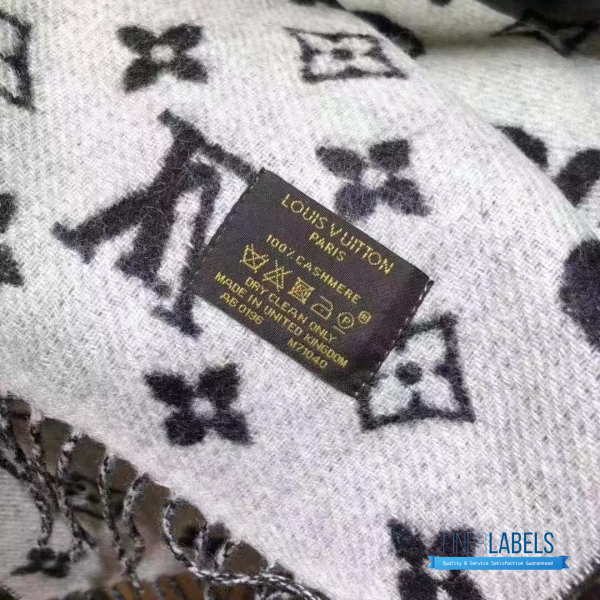 LOUIS VUITTON
PARIS
100% CASHMERE ®
DRY CLEAN ONLY
MADE IN UNITED KINGDOM
AB 0136 M71040
LINE LABELS
Quality & Service Satisfaction Guaranteed